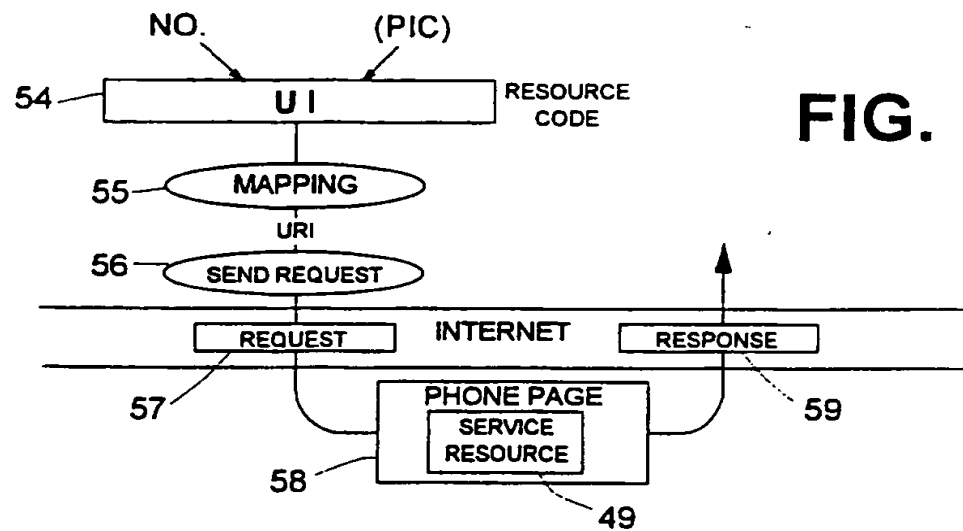 NO. (PIC)
54 U I RESOURCE CODE
FIG.
55 MAPPING
URI
56 SEND REQUEST
REQUEST INTERNET RESPONSE
57 59
PHONE PAGE
SERVICE
RESOURCE
58
49